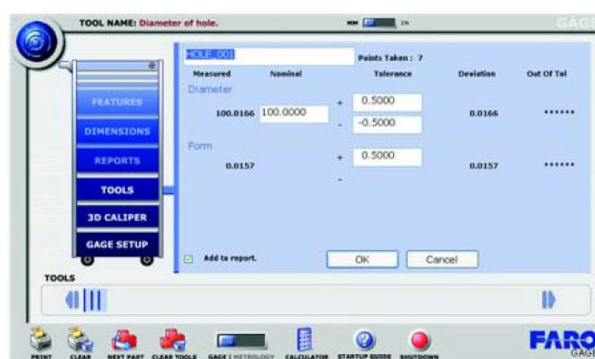 TOOL NAME: Diameter of hole.
MM IN
GAGE
HOLE_001
Points Taken : 7
Measured Nominal Tolerance Deviation Out Of Tol
Diameter
100.0166 100.0000 + 0.5000 0.0166 ******
- -0.5000
Form
0.0157 + 0.5000 0.0157 ******
-
FEATURES
DIMENSIONS
REPORTS
TOOLS
3D CALIPER
GAGE SETUP
Add to report.
OK Cancel
TOOLS
PRINT CLEAR NEXT PART CLEAR TOOLS GAGE | METROLOGY CALCULATOR STARTUP GUIDE SHUTDOWN
FARO
GAGE